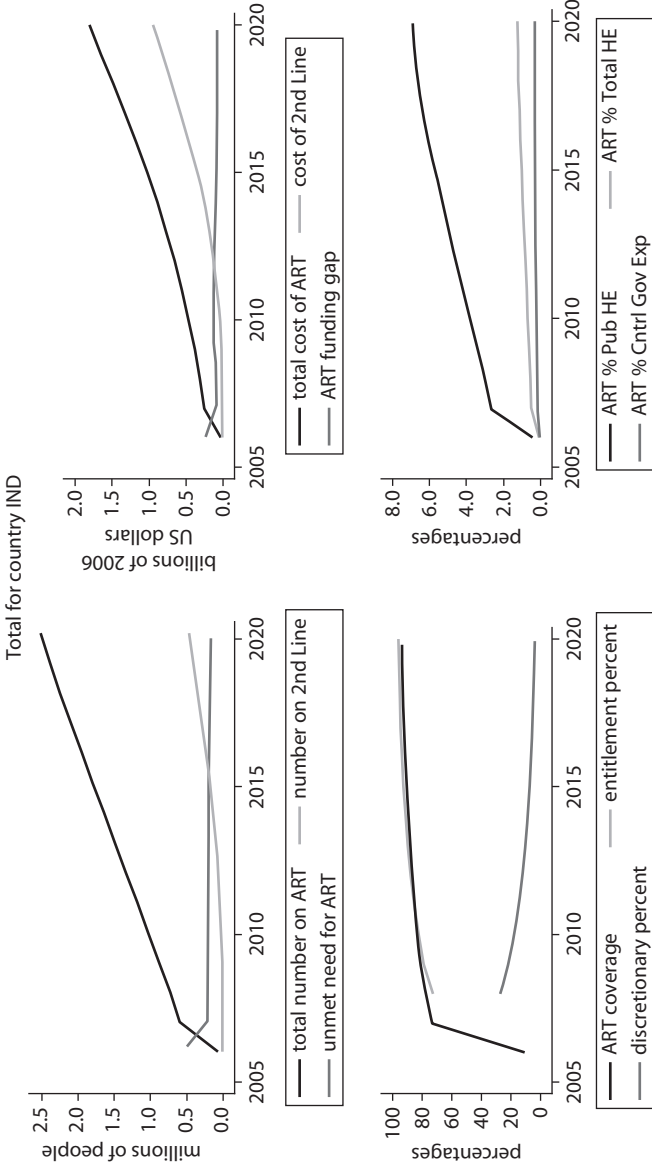 Total for country IND
millions of people
2.5
2.0
1.5
1.0
0.5
0.0
2005 2010 2015 2020
total number on ART number on 2nd Line
unmet need for ART
billions of 2006
US dollars
2.0
1.5
1.0
0.5
0.0
2005 2010 2015 2020
total cost of ART cost of 2nd Line
ART funding gap
percentages
100
80
60
40
20
0
2005 2010 2015 2020
ART coverage entitlement percent
discretionary percent
percentages
8.0
6.0
4.0
2.0
0.0
2005 2010 2015 2020
ART % Pub HE ART % Total HE
ART % Cntrl Gov Exp